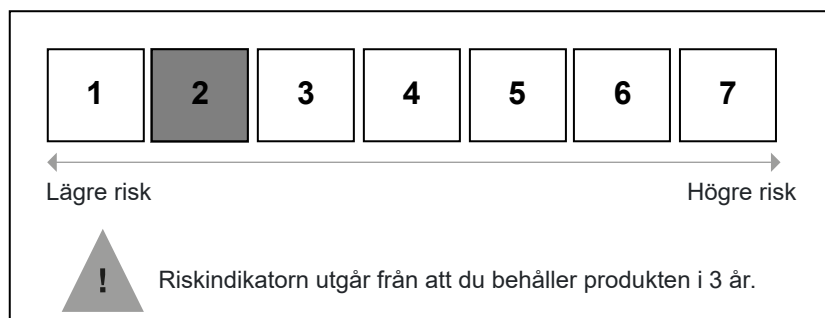 1 2 3 4 5 6 7
Lägre risk Högre risk
! Riskindikatorn utgår från att du behåller produkten i 3 år.